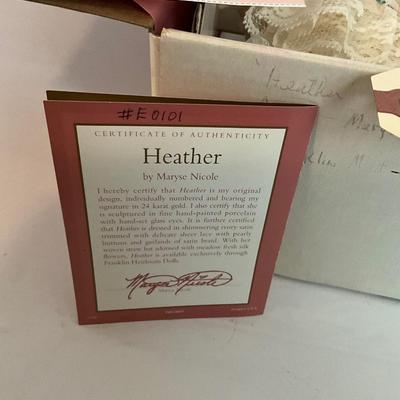 #E0101
CERTIFICATE OF AUTHENTICITY
Heather
by Maryse Nicole
I hereby certify that Heather is my original
design, individually numbered and bearing my
signature in 24 karat gold. I also certify that she
is sculptured in fine hand-painted porcelain
with hand-set glass eyes. It is further certified
that Heather is dressed in shimmering ivory satin
trimmed with delicate sheer lace with pearly
buttons and garlands of satin braid. With her
woven straw hat adorned with meadow fresh silk
flowers, Heather is available exclusively through
Franklin Heirloom Dolls.
Maryse Nicole
"Heather